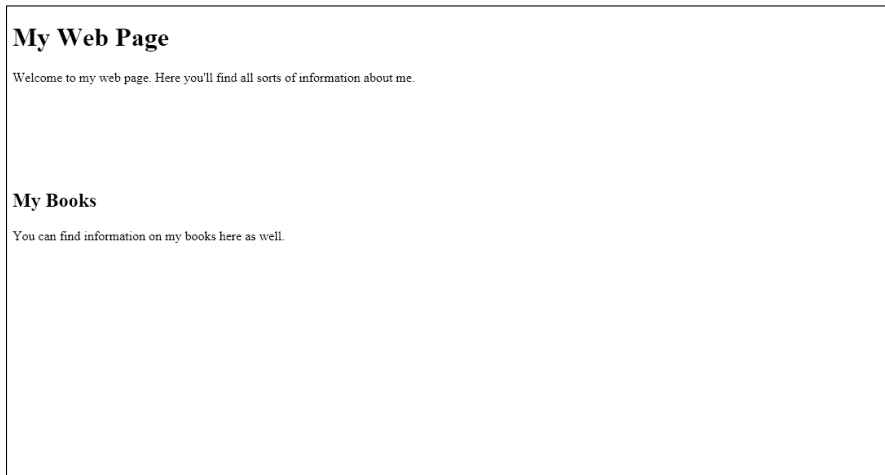 My Web Page
Welcome to my web page. Here you'll find all sorts of information about me.
My Books
You can find information on my books here as well.